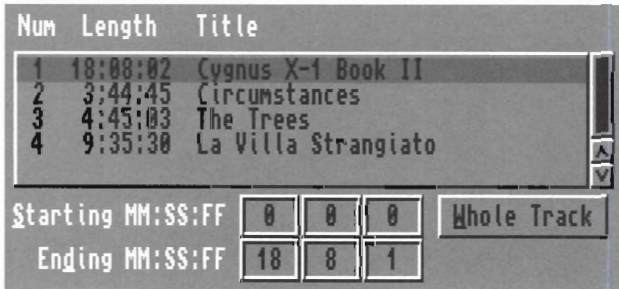 Num Length Title
1 18:08:02 Cygnus X-1 Book II
2 3:44:45 Circumstances
3 4:45:03 The Trees
4 9:35:30 La Villa Strangiato
Starting MM:SS:FF 0 0 0 Whole Track
Ending MM:SS:FF 18 8 1